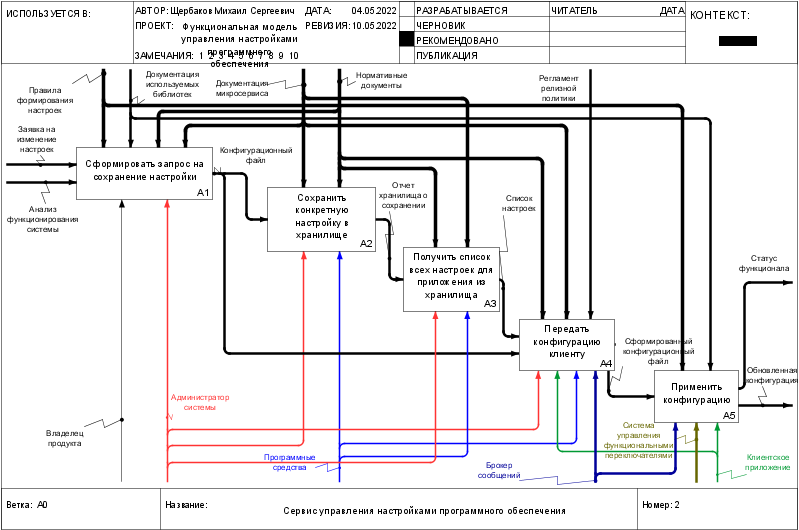 ИСПОЛЬЗУЕТСЯ В:
АВТОР: Щербаков Михаил Сергеевич
ДАТА: 04.05.2022
РАЗРАБАТЫВАЕТСЯ
ЧИТАТЕЛЬ
ДАТА
КОНТЕКСТ:
ПРОЕКТ: Функциональная модель
управления настройками
программного
обеспечения
РЕВИЗИЯ: 10.05.2022
ЧЕРНОВИК
РЕКОМЕНДОВАНО
ЗАМЕЧАНИЯ: 1 2 3 4 5 6 7 8 9 10
ПУБЛИКАЦИЯ
Правила
формирования
настроек
Документация
используемых
библиотек
Документация
микросервиса
Нормативные
документы
Регламент
релизной
политики
Заявка на
изменение
настроек
Анализ
функционирования
системы
Сформировать запрос на
сохранение настройки
A1
Конфигурационный
файл
Сохранить
конкретную
настройку в
хранилище
A2
Отчет
хранилища о
сохранении
Список
настроек
Получить список
всех настроек для
приложения из
хранилища
A3
Статус
функционала
Передать
конфигурацию
клиенту
A4
Сформированный
конфигурационный
файл
Обновленная
конфигурация
Применить
конфигурацию
A5
Администратор
системы
Владелец
продукта
Программные
средства
Брокер
сообщений
Система
управления
функциональными
переключателями
Клиентское
приложение
Ветка: A0
Название:
Сервис управления настройками программного обеспечения
Номер: 2